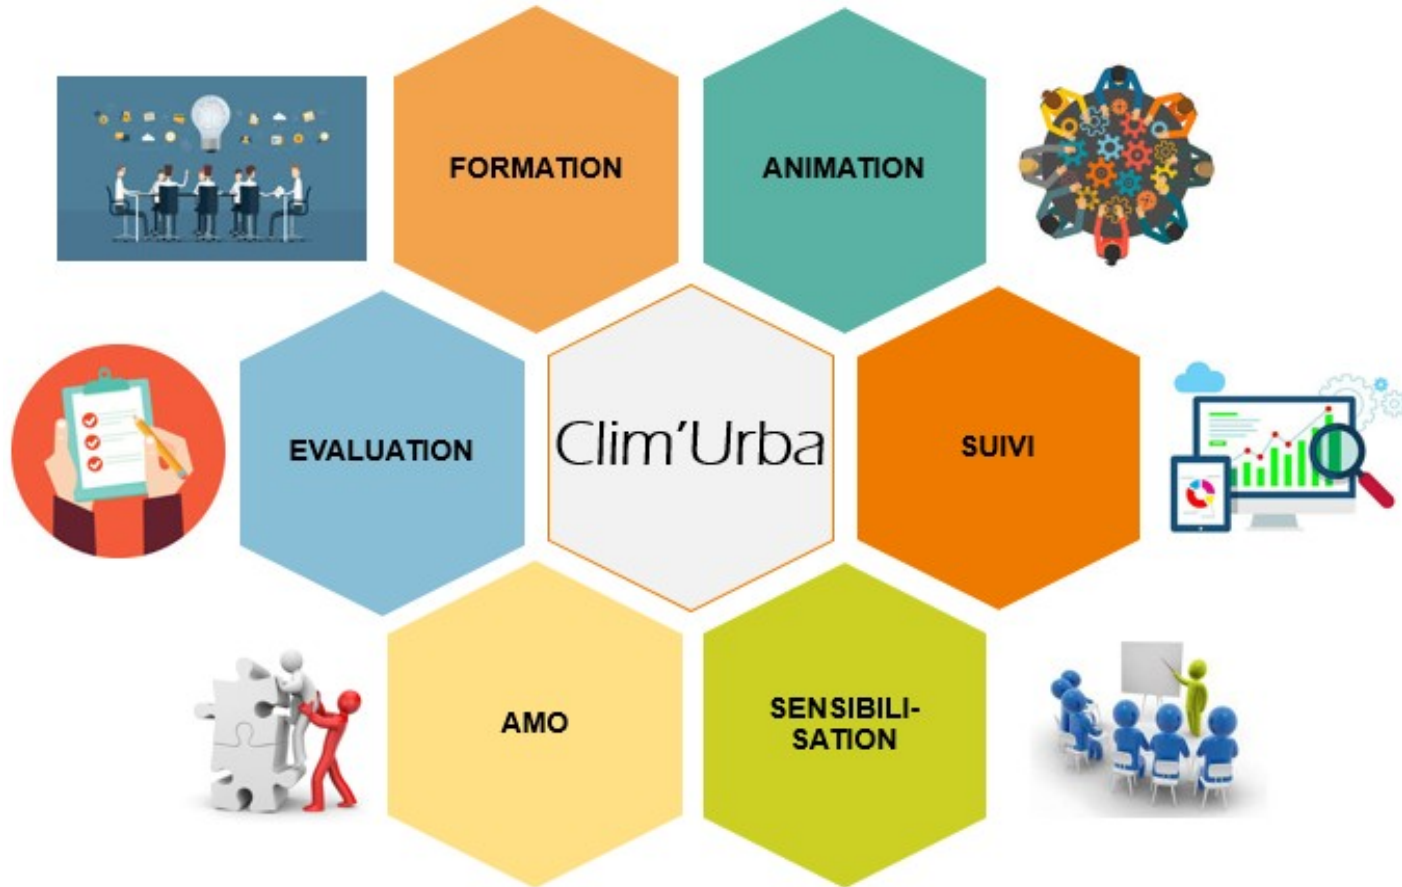 FORMATION
ANIMATION
EVALUATION
Clim'Urba
SUIVI
AMO
SENSIBILI-
SATION